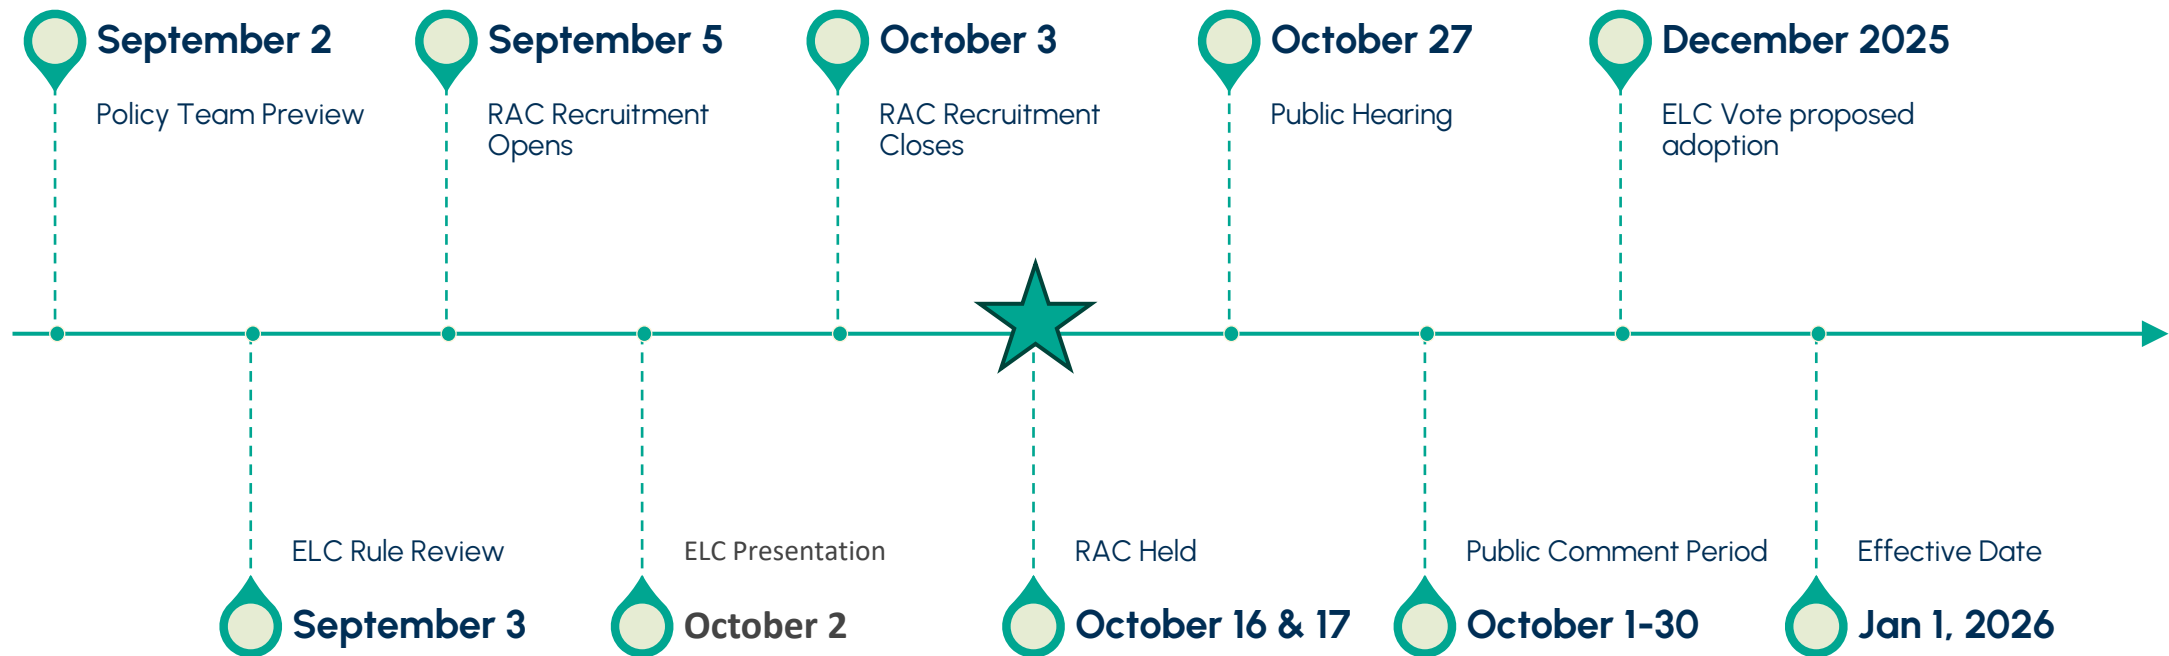 September 2
Policy Team Preview
September 5
RAC Recruitment
Opens
October 3
RAC Recruitment
Closes
October 27
Public Hearing
December 2025
ELC Vote proposed
adoption
ELC Rule Review
September 3
ELC Presentation
October 2
RAC Held
October 16 & 17
Public Comment Period
October 1-30
Effective Date
Jan 1, 2026